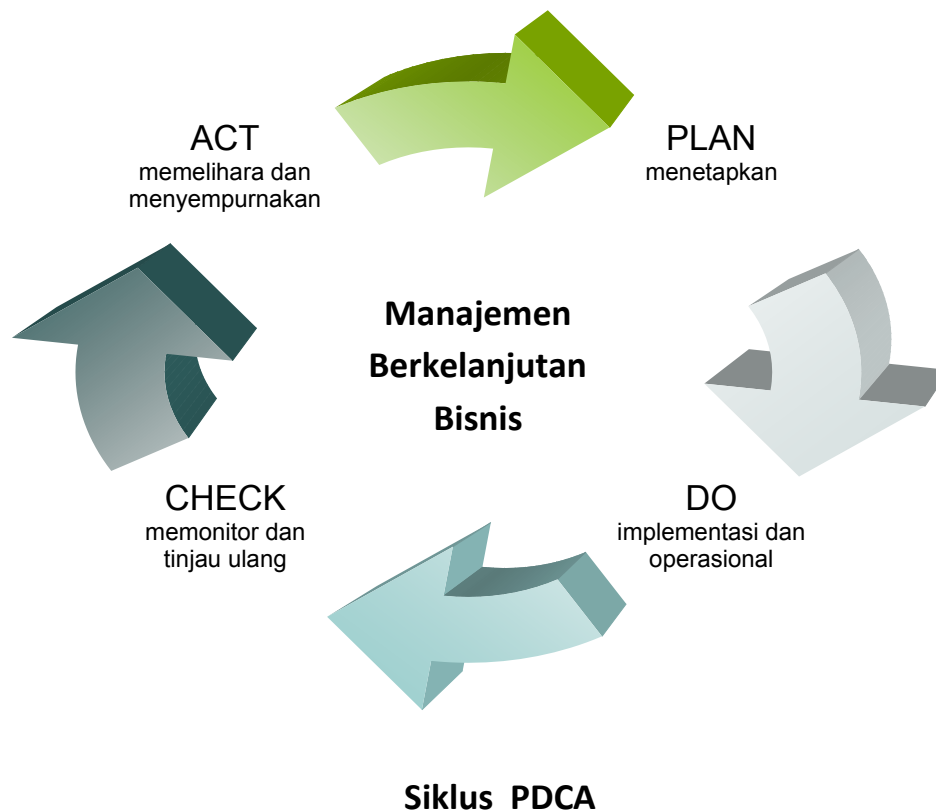 ACT
memelihara dan
menyempurnakan
PLAN
menetapkan
Manajemen
Berkelanjutan
Bisnis
CHECK
memonitor dan
tinjau ulang
DO
implementasi dan
operasional
Siklus PDCA